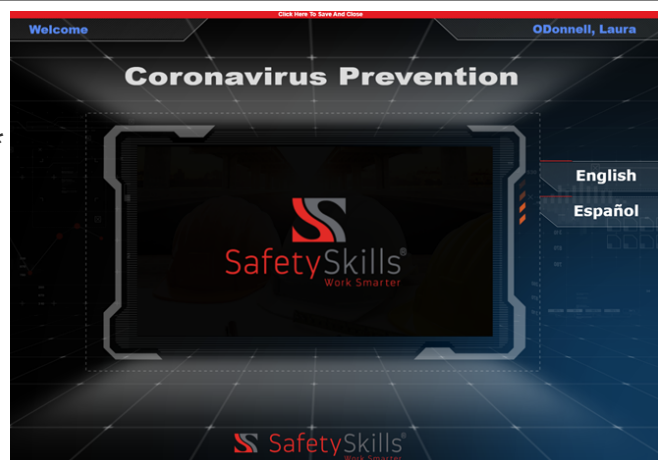 Click Here To Save And Close
Welcome
ODonnell, Laura
Coronavirus Prevention
English
Español
SafetySkills®
Work Smarter
SafetySkills®
Work Smarter